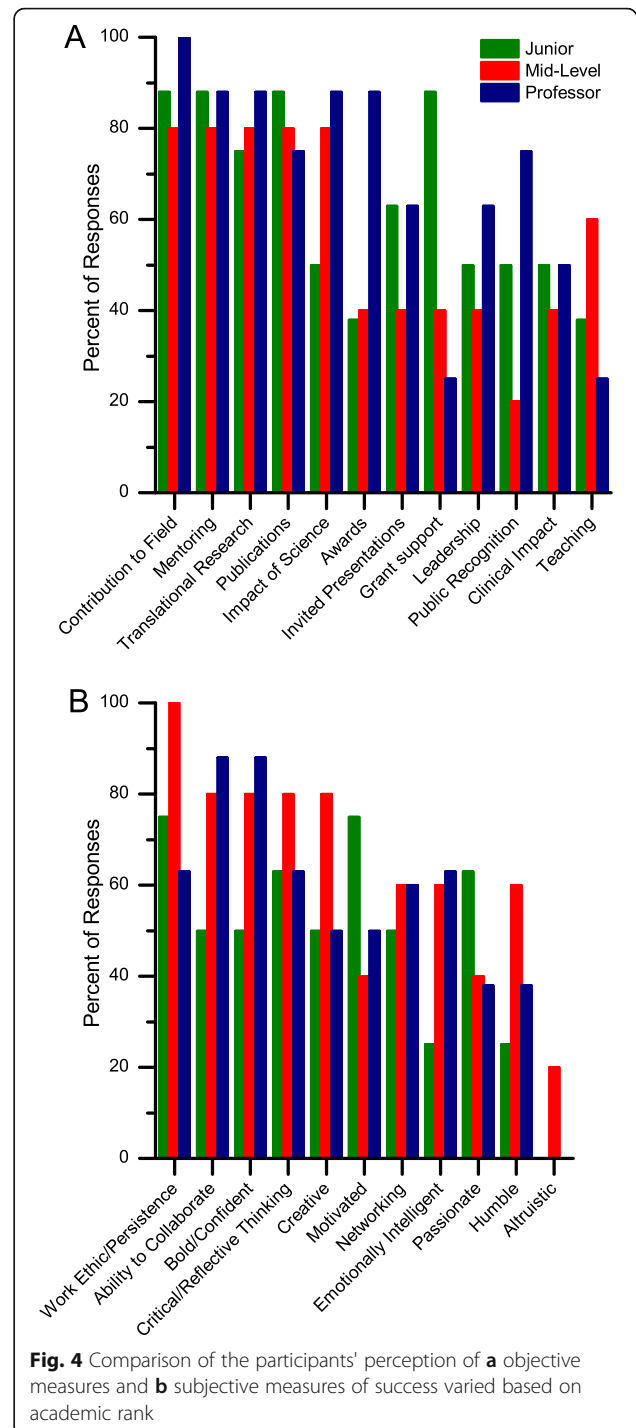 A
Junior
Mid-Level
Professor
Percent of Responses
100
80
60
40
20
0
Contribution to Field
Mentoring
Translational Research
Publications
Impact of Science
Awards
Invited Presentations
Grant support
Leadership
Public Recognition
Clinical Impact
Teaching
B
Percent of Responses
100
80
60
40
20
0
Work Ethic/Persistence
Ability to Collaborate
Bold/Confident
Critical/Reflective Thinking
Creative
Motivated
Networking
Emotionally Intelligent
Passionate
Humble
Altruistic
Fig. 4 Comparison of the participants' perception of a objective
measures and b subjective measures of success varied based on
academic rank